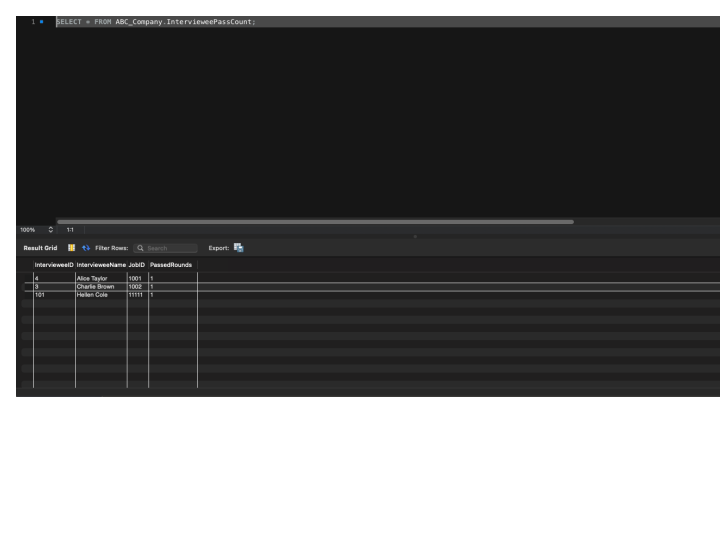 1 SELECT * FROM ABC_Company.IntervieweePassCount;
100% 1:1
Result Grid Filter Rows: Search Export:
IntervieweeID IntervieweeName JobID PassedRounds
4 Alice Taylor 1001 1
3 Charlie Brown 1002 1
101 Hellen Cole 11111 1